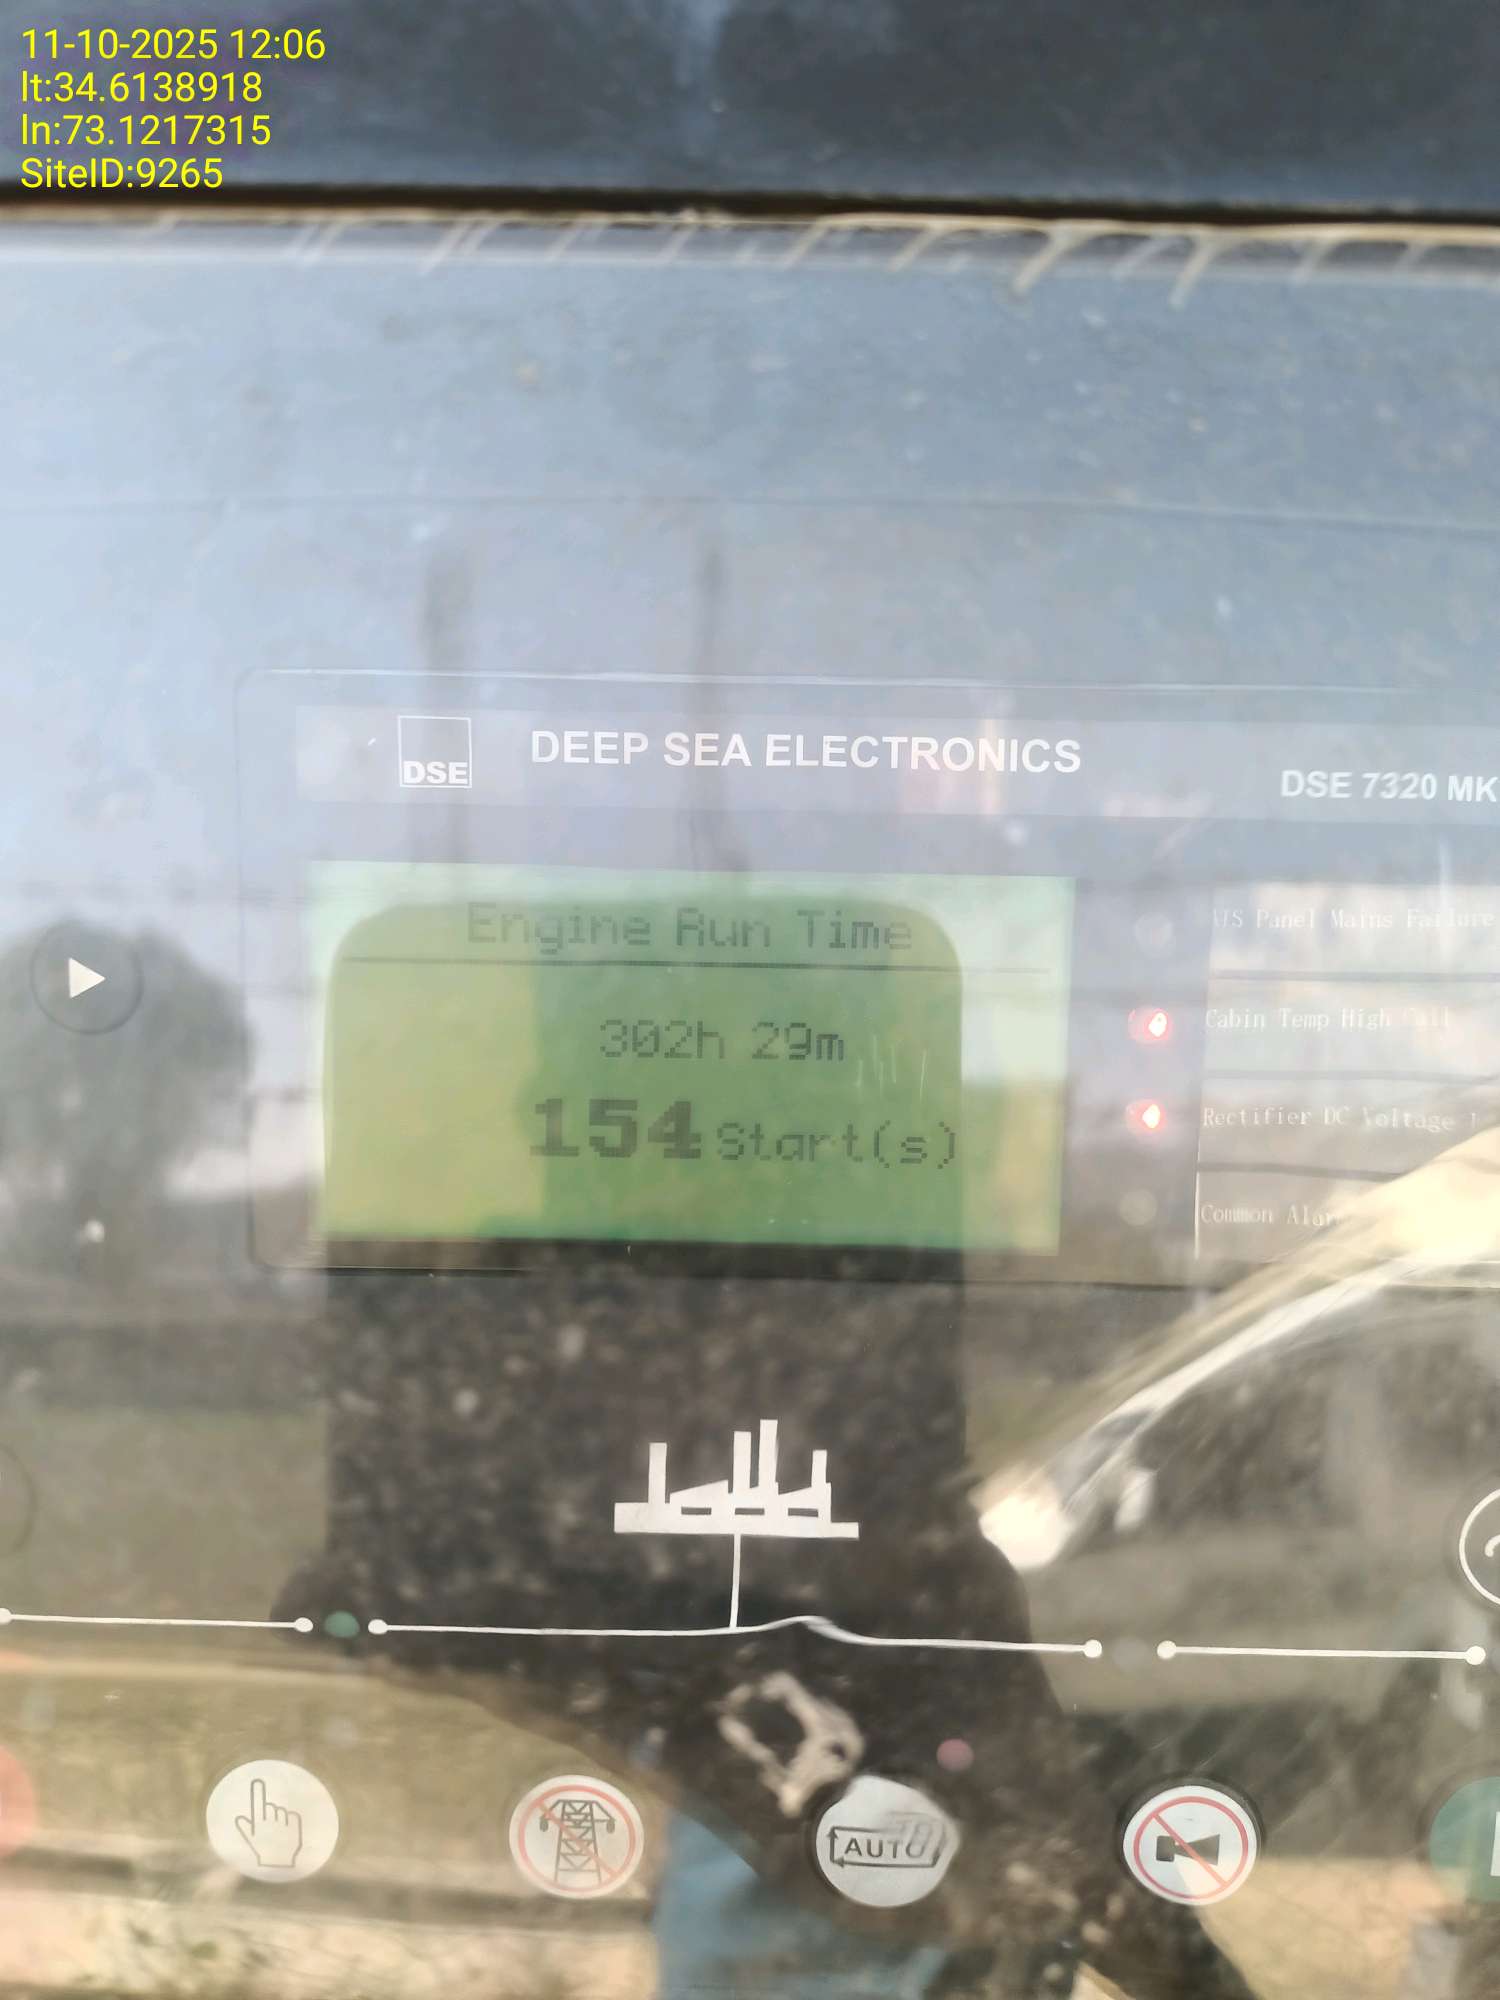 11-10-2025 12:06
lt:34.6138918
ln:73.1217315
SiteID:9265
DSE
DEEP SEA ELECTRONICS
DSE 7320 MK
Engine Run Time
302h 29m
154 Start(s)
Panel Mains Failure
Cabin Temp High
Rectifier DC Voltage
Common
AUTO